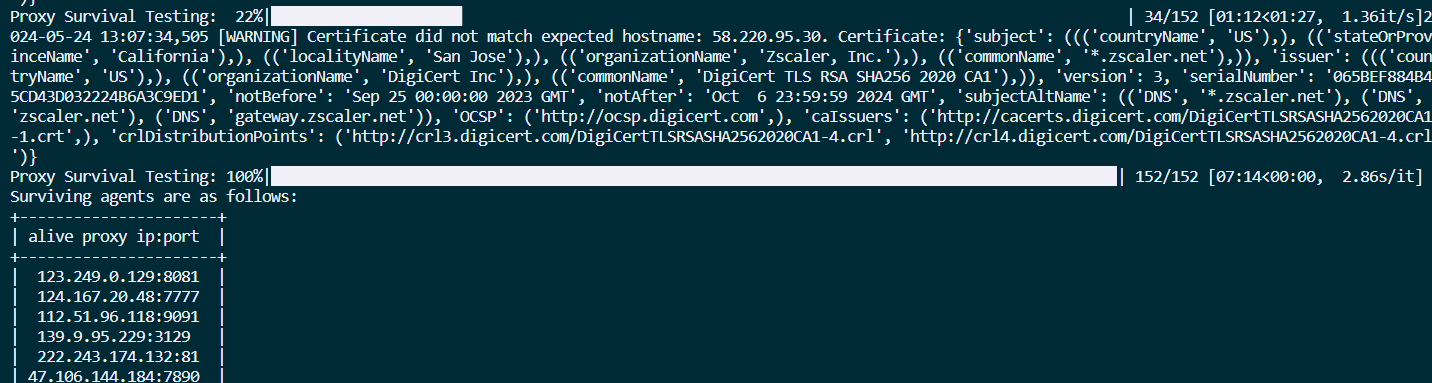 ')}
Proxy Survival Testing:  22%| | 34/152 [01:12<01:27,  1.36it/s]2
024-05-24 13:07:34,505 [WARNING] Certificate did not match expected hostname: 58.220.95.30. Certificate: {'subject': ((('countryName', 'US'),), (('stateOrProv
inceName', 'California'),), (('localityName', 'San Jose'),), (('organizationName', 'Zscaler, Inc.'),), (('commonName', '*.zscaler.net'),)), 'issuer': ((('coun
tryName', 'US'),), (('organizationName', 'DigiCert Inc'),), (('commonName', 'DigiCert TLS RSA SHA256 2020 CA1'),)), 'version': 3, 'serialNumber': '065BEF884B4
5CD43D032224B6A3C9ED1', 'notBefore': 'Sep 25 00:00:00 2023 GMT', 'notAfter': 'Oct  6 23:59:59 2024 GMT', 'subjectAltName': (('DNS', '*.zscaler.net'), ('DNS',
'zscaler.net'), ('DNS', 'gateway.zscaler.net')), 'OCSP': ('http://ocsp.digicert.com',), 'caIssuers': ('http://cacerts.digicert.com/DigiCertTLSRSASHA2562020CA1
-1.crt',), 'crlDistributionPoints': ('http://crl3.digicert.com/DigiCertTLSRSASHA2562020CA1-4.crl', 'http://crl4.digicert.com/DigiCertTLSRSASHA2562020CA1-4.crl
')}
Proxy Survival Testing: 100%| | 152/152 [07:14<00:00,  2.86s/it]
Surviving agents are as follows:
+---------------------+
| alive proxy ip:port |
+---------------------+
| 123.249.0.129:8081 |
| 124.167.20.48:7777 |
| 112.51.96.118:9091 |
| 139.9.95.229:3129 |
| 222.243.174.132:81 |
| 47.106.144.184:7890 |